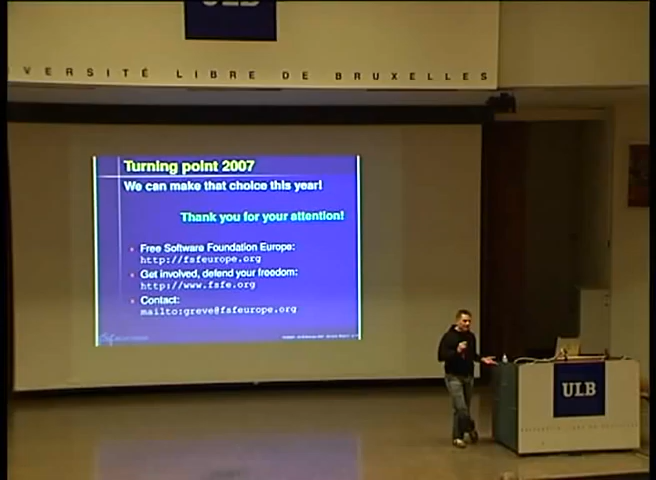 ULB
UNIVERSITÉ LIBRE DE BRUXELLES
Turning point 2007
We can make that choice this year!
Thank you for your attention!
Free Software Foundation Europe:
http://fsfeurope.org
Get involved, defend your freedom:
http://www.fsfe.org
Contact:
mailto:greve@fsfeurope.org
ULB